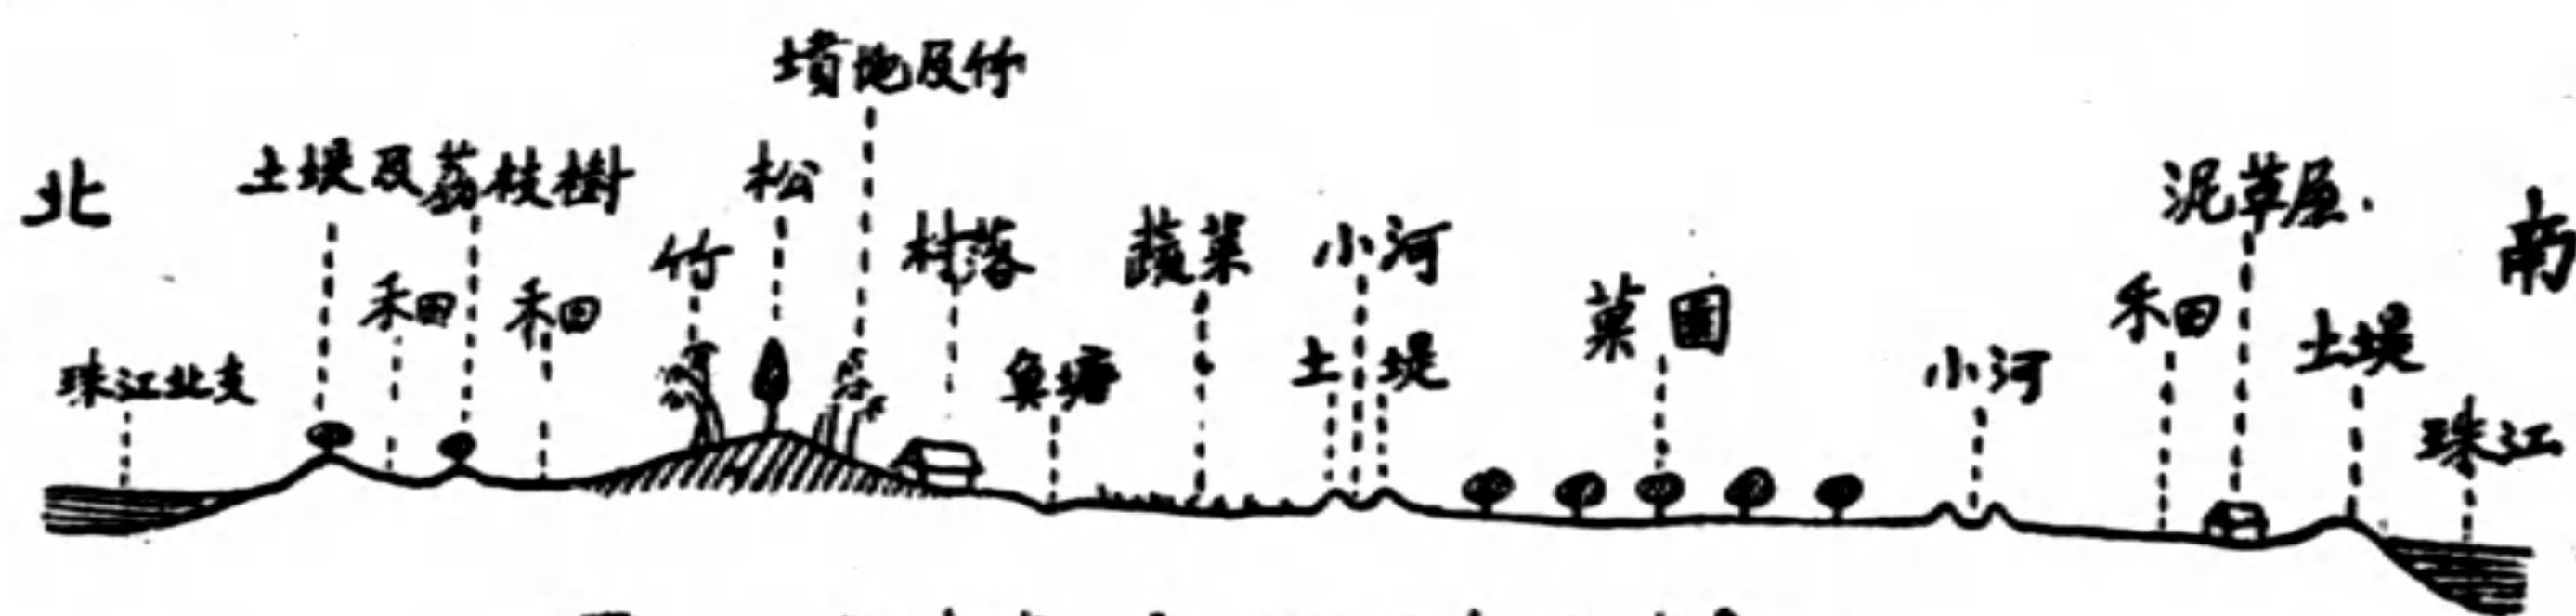 北
珠江北支
土堤及荔枝樹
禾田
禾田
竹
松
墳地及竹
村落
魚塘
蔬菜
土堤
小河
菓園
小河
禾田
泥草屋
土堤
珠江
南